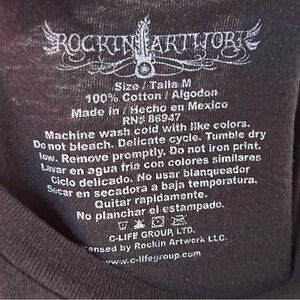 ROCKIN ARTWORK
Size / Talla M
100% Cotton / Algodon
Made in / Hecho en Mexico
RN# 86947
Machine wash cold with like colors.
Do not bleach. Delicate cycle. Tumble dry
low. Remove promptly. Do not iron print.
Lavar en agua fría con colores similares
Ciclo delicado. No usar blanqueador
Secar en secadora a baja temperatura.
Quitar rapidamente.
No planchar el estampado.
C-LIFE GROUP, LTD.
icensed by Rockin Artwork LLC.
www.c-lifegroup.com